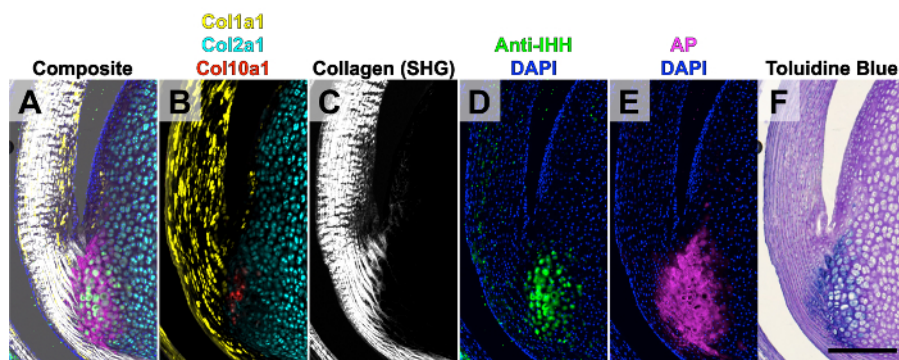 Composite
Col1a1
Col2a1
Col10a1
Collagen (SHG)
Anti-IHH
DAPI
AP
DAPI
Toluidine Blue
A
B
C
D
E
F